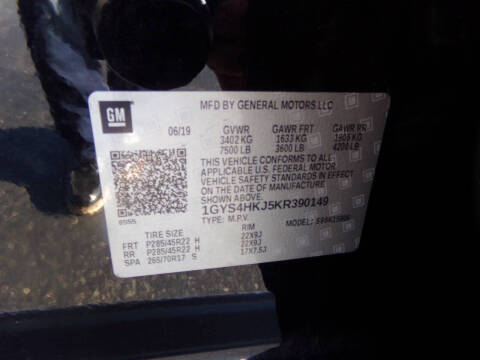 GM
MFD BY GENERAL MOTORS LLC
06/19 GVWR GAWR FRT GAWR RR
3402 KG 1633 KG 1905 KG
7500 LB 3600 LB 4200 LB
THIS VEHICLE CONFORMS TO ALL
APPLICABLE U.S. FEDERAL MOTOR
VEHICLE SAFETY STANDARDS IN EFFECT
ON THE DATE OF MANUFACTURE
1GYS4HKJ5KR390149
TYPE: M.P.V. MODEL:
TIRE SIZE RIM
FRT P285/45R22 H 22X9J
RR P285/45R22 H 22X9J
SPA 265/70R17 S 17X7.5J